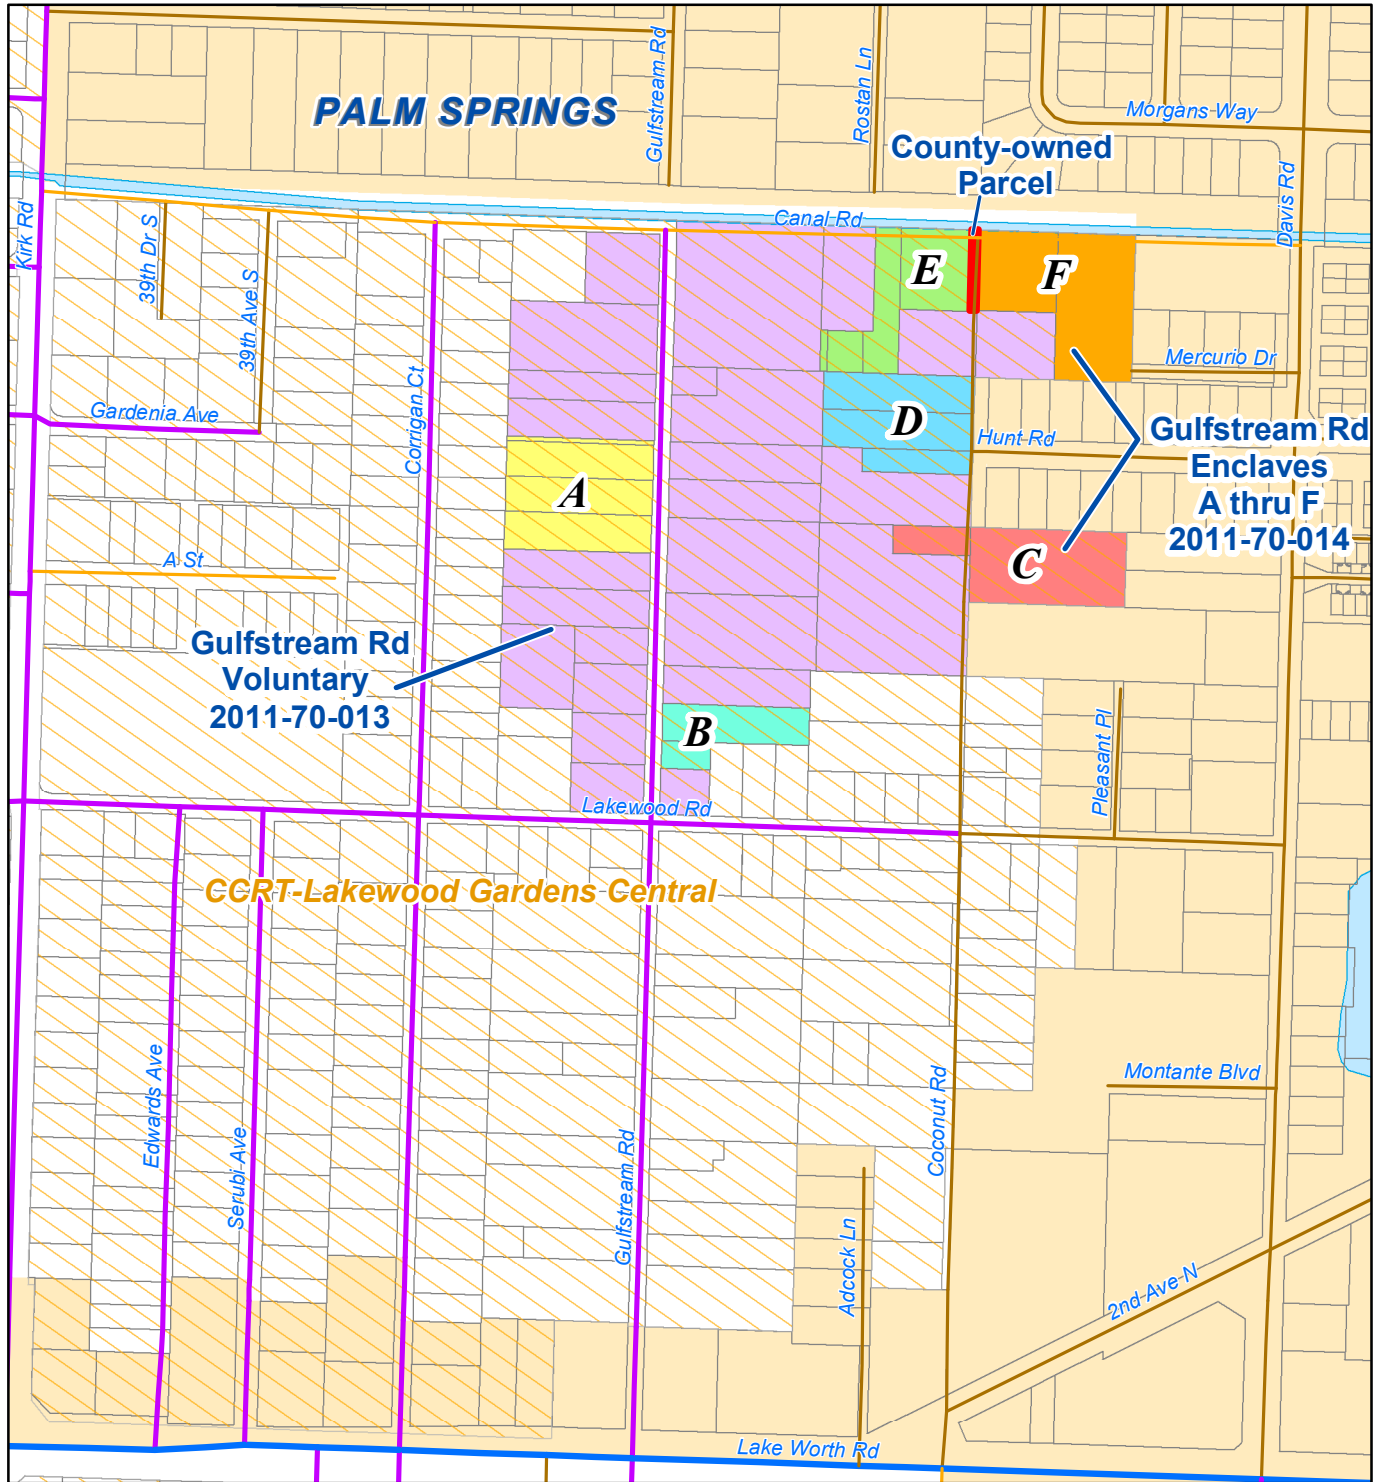 PALM SPRINGS
Gulfstream Rd
Rostan Ln
Morgans Way
County-owned
Parcel
Davis Rd
Kirk Rd
39th Dr S
39th Ave S
Canal Rd
E
F
Mercurio Dr
Corrigan Ct
Gardenia Ave
D
Hunt Rd
Gulfstream Rd
Enclaves
A thru F
2011-70-014
A
A St
C
Gulfstream Rd
Voluntary
2011-70-013
B
Pleasant Pl
Lakewood Rd
CCRT-Lakewood Gardens Central
Edwards Ave
Serubi Ave
Gulfstream Rd
Coconut Rd
Montante Blvd
Adcock Ln
2nd Ave N
Lake Worth Rd